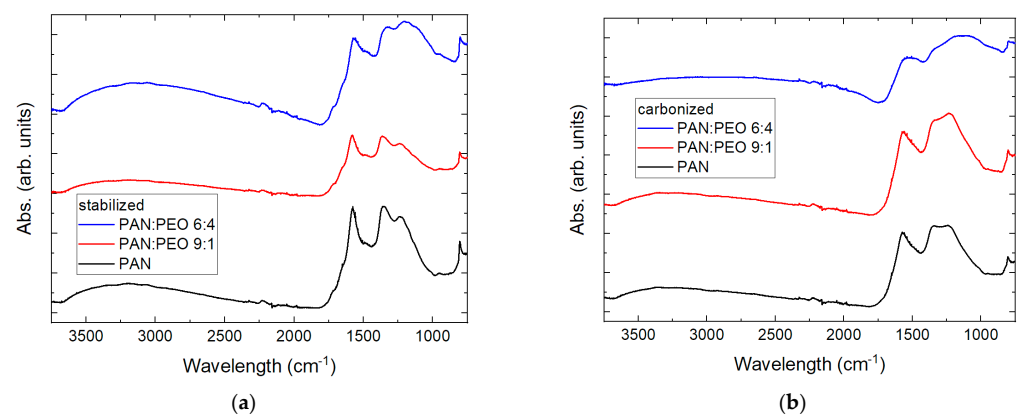 Abs. (arb. units)
stabilized
PAN:PEO 6:4
PAN:PEO 9:1
PAN
3500 3000 2500 2000 1500 1000
Wavelength (cm-1)
(a)
Abs. (arb. units)
carbonized
PAN:PEO 6:4
PAN:PEO 9:1
PAN
3500 3000 2500 2000 1500 1000
Wavelength (cm-1)
(b)